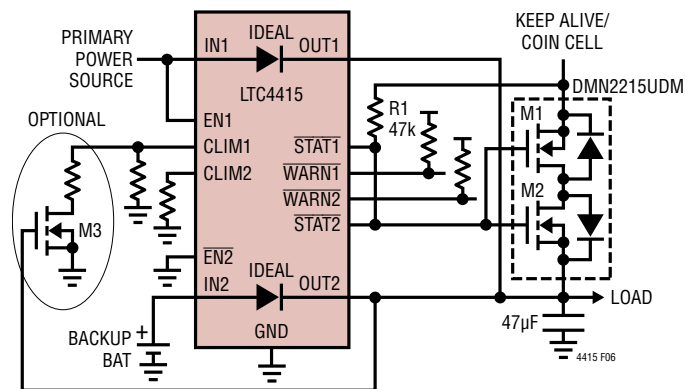 KEEP ALIVE/
COIN CELL
PRIMARY
POWER
SOURCE
IN1
IDEAL
OUT1
LTC4415
DMN2215UDM
OPTIONAL
EN1
R1
47k
M1
CLIM1
STAT1
CLIM2
WARN1
WARN2
M2
STAT2
M3
EN2
IDEAL
IN2
OUT2
LOAD
BACKUP
BAT
+
GND
47µF
4415 F06